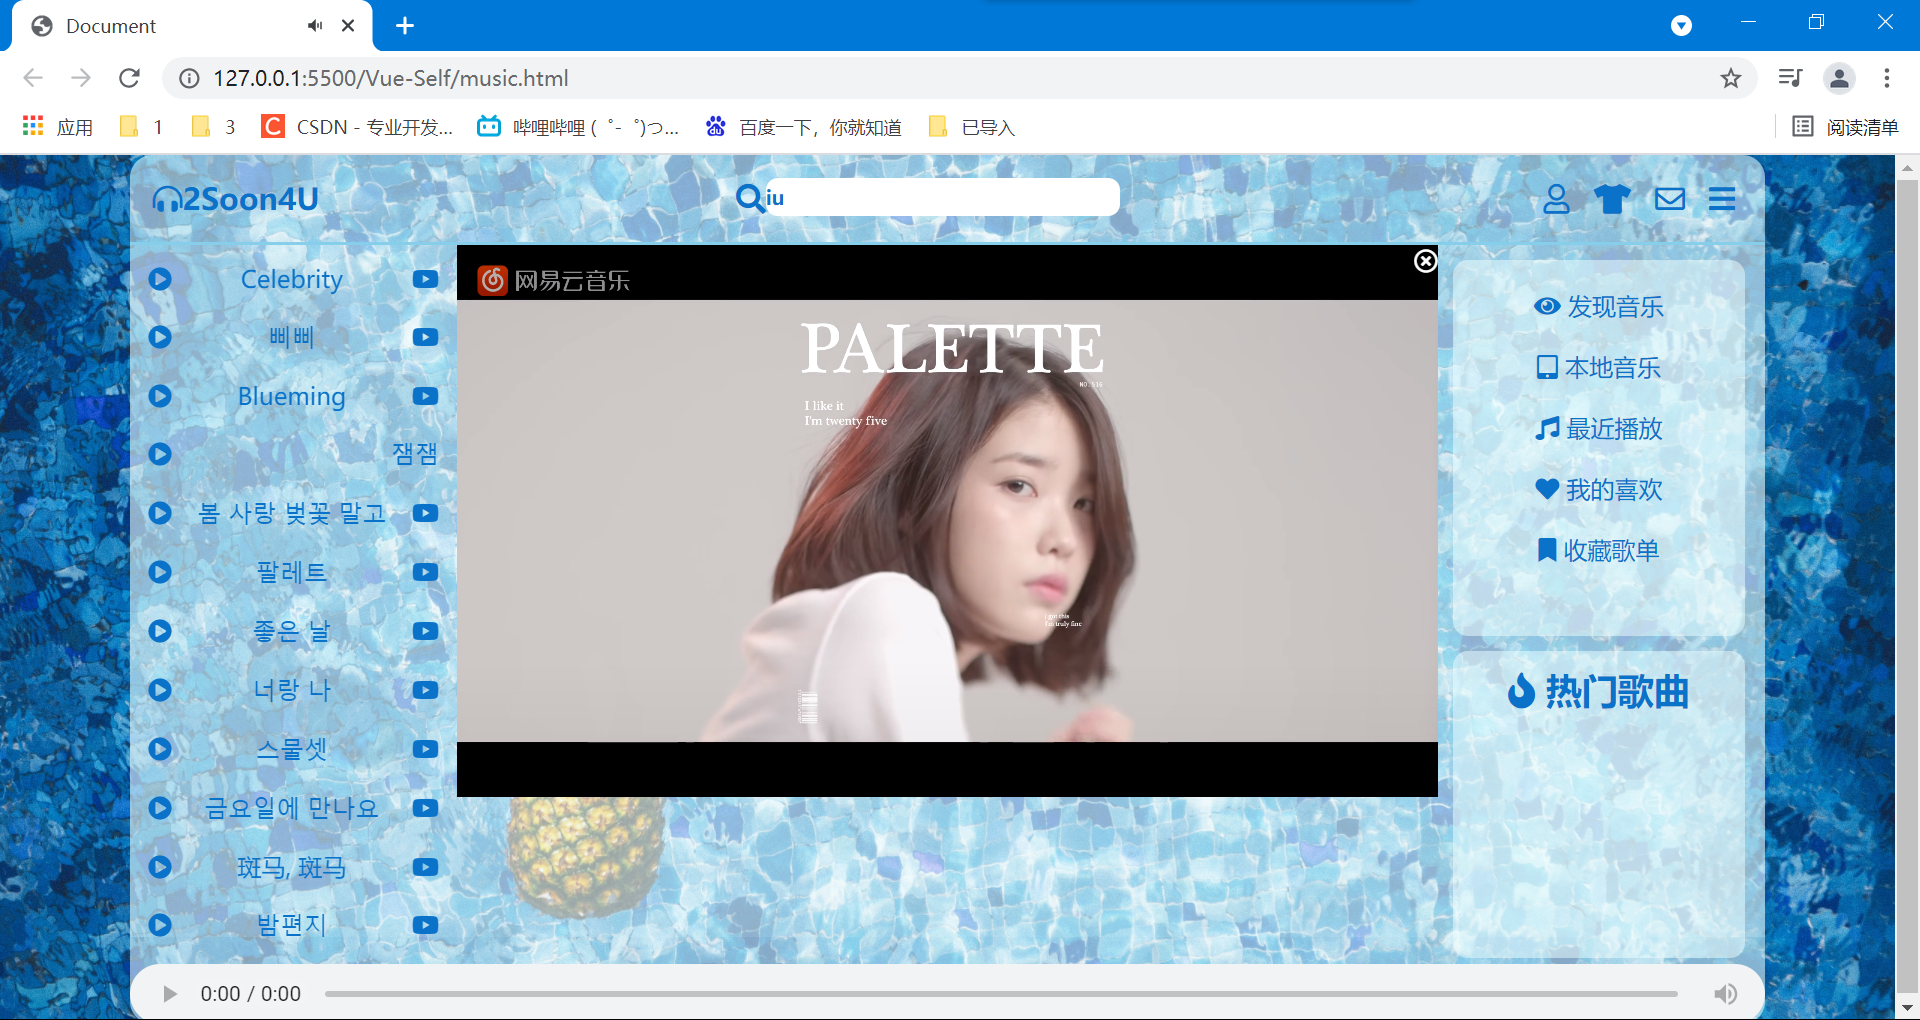 Document
127.0.0.1:5500/Vue-Self/music.html
应用
1
3
CSDN - 专业开发...
哔哩哔哩 ( ゜- ゜)つ...
百度一下，你就知道
已导入
阅读清单
2Soon4U
iu
Celebrity
삐삐
Blueming
잼잼
봄 사랑 벚꽃 말고
팔레트
좋은 날
너랑 나
스물셋
금요일에 만나요
斑马, 斑马
밤편지
网易云音乐
PALETTE
NO.516
I like it
I'm twenty five
I got this
I'm truly fine
发现音乐
本地音乐
最近播放
我的喜欢
收藏歌单
热门歌曲
0:00 / 0:00